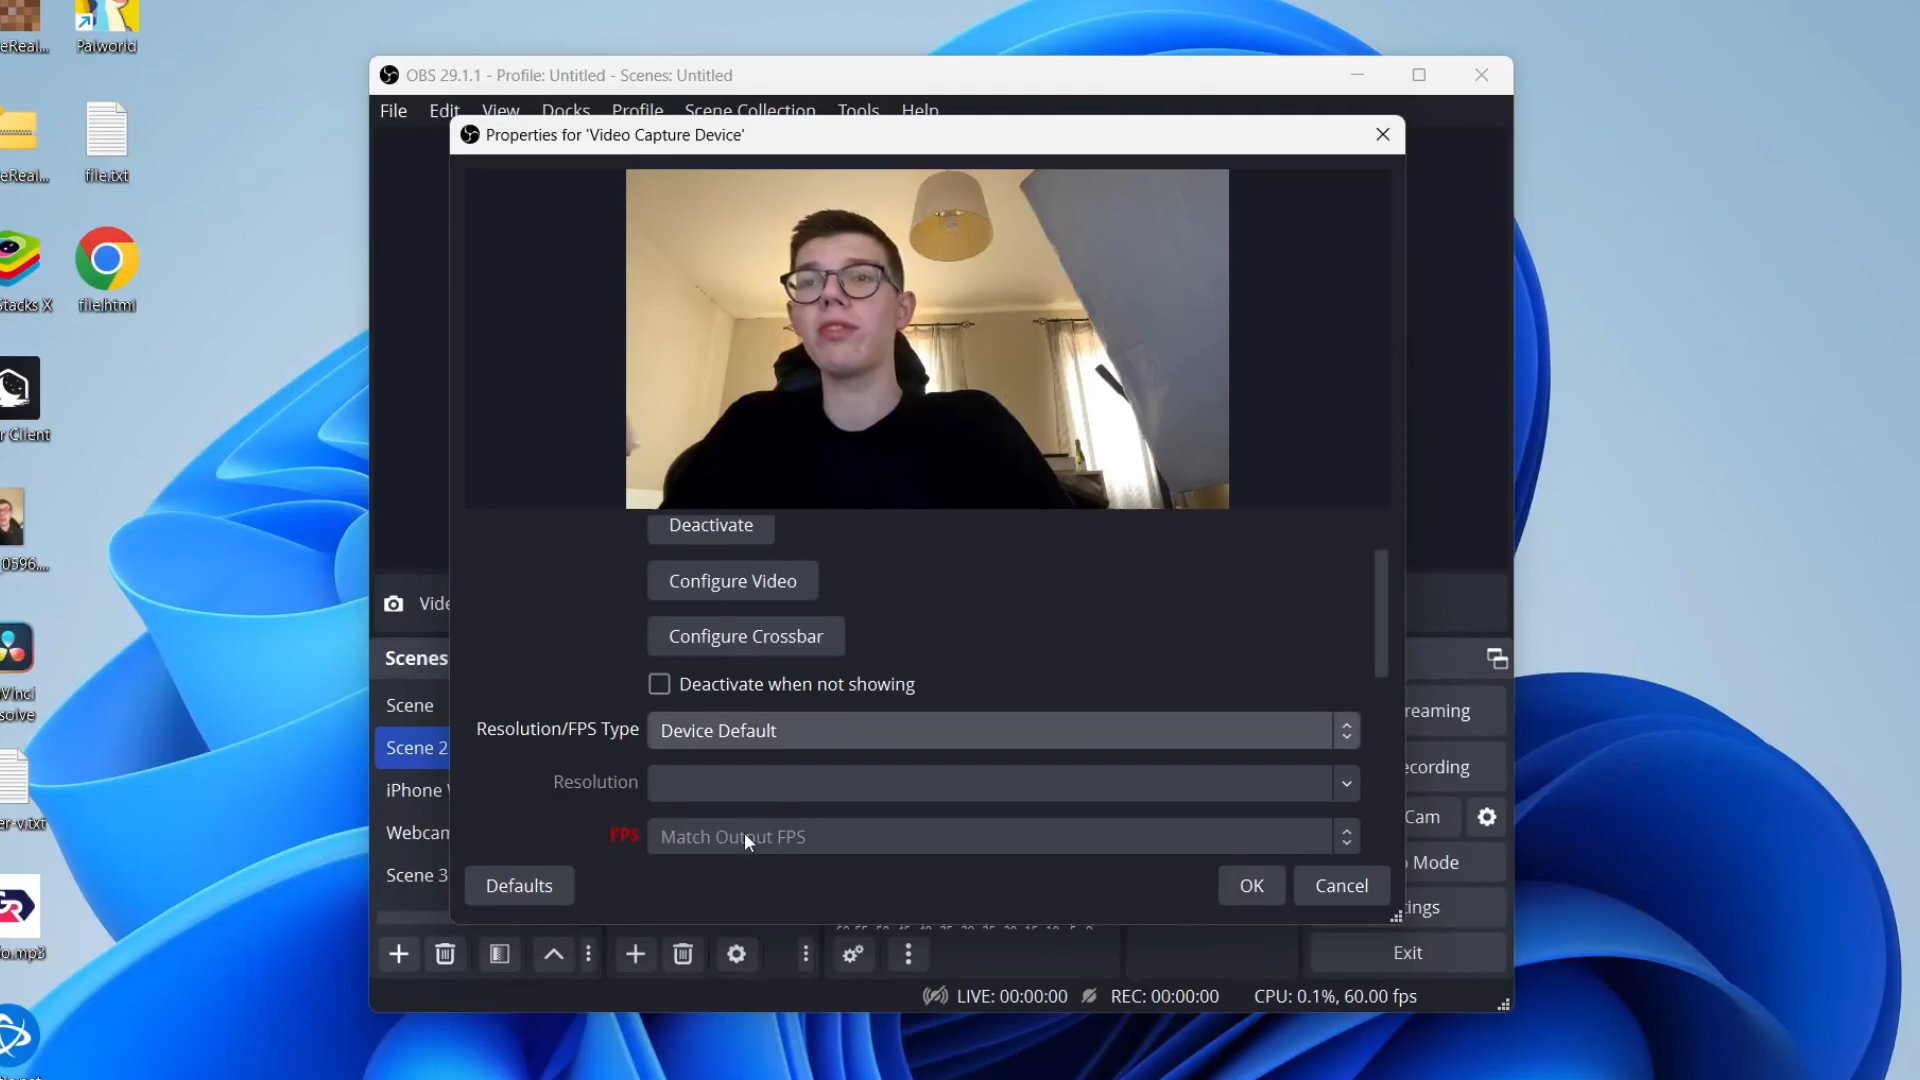 eReal...
Palworld
eReal...
file.txt
Stacks X
file.html
r Client
_0596....
Vinci
solve
er-v.txt
io.mp3
OBS 29.1.1 - Profile: Untitled - Scenes: Untitled
File Edit View Docks Profile Scene Collection Tools Help
Properties for 'Video Capture Device'
Deactivate
Configure Video
Configure Crossbar
Deactivate when not showing
Resolution/FPS Type
Device Default
Resolution
FPS
Match Output FPS
Defaults
OK
Cancel
Vide
Scenes
Scene
Scene 2
iPhone
Webcam
Scene 3
reaming
ecording
Cam
o Mode
ings
Exit
LIVE: 00:00:00
REC: 00:00:00
CPU: 0.1%, 60.00 fps